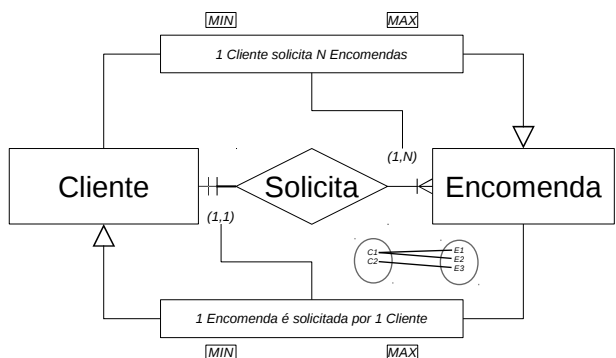 MIN
MAX
1 Cliente solicita N Encomendas
(1,N)
Cliente
Solicita
Encomenda
(1,1)
C1
C2
E1
E2
E3
1 Encomenda é solicitada por 1 Cliente
MIN
MAX